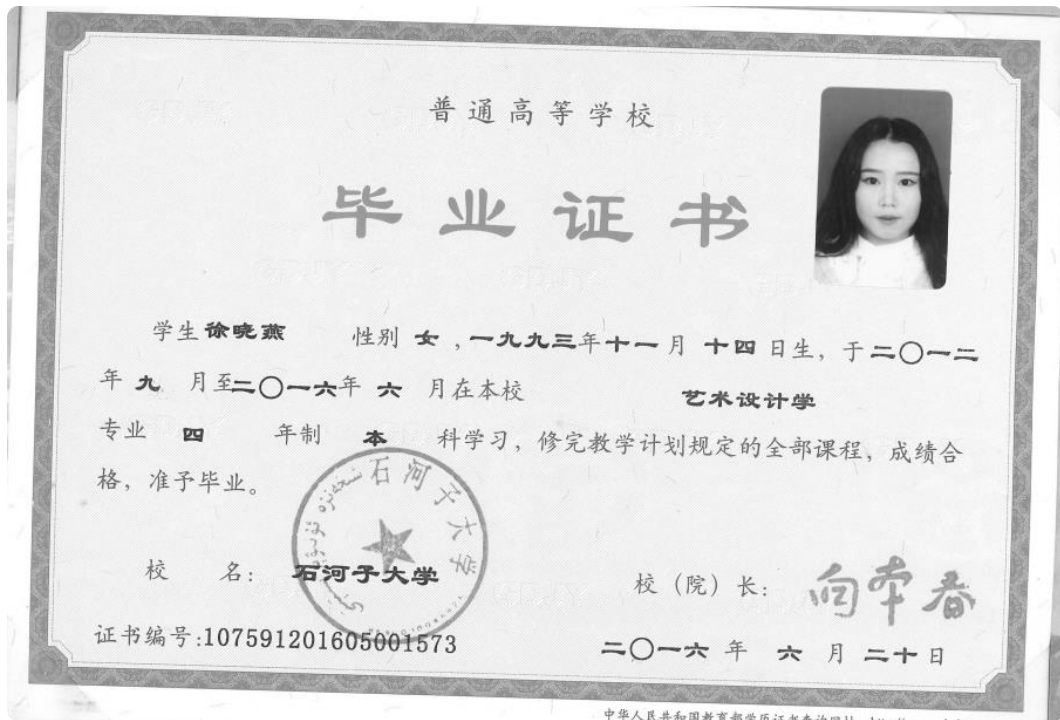 普通高等学校
毕业证书
学生 徐晓燕 性别 女 ,一九九三年十一月 十四 日生, 于二〇一二
年 九 月至二〇一六年 六 月在本校 艺术设计学
专业 四 年制 本 科学习, 修完教学计划规定的全部课程、成绩合
格, 准予毕业。
石河子大学
校 名: 石河子大学
校(院)长:
证书编号:107591201605001573
二〇一六 年 六 月 二十日
中华人民共和国教育部学历证书查询网址